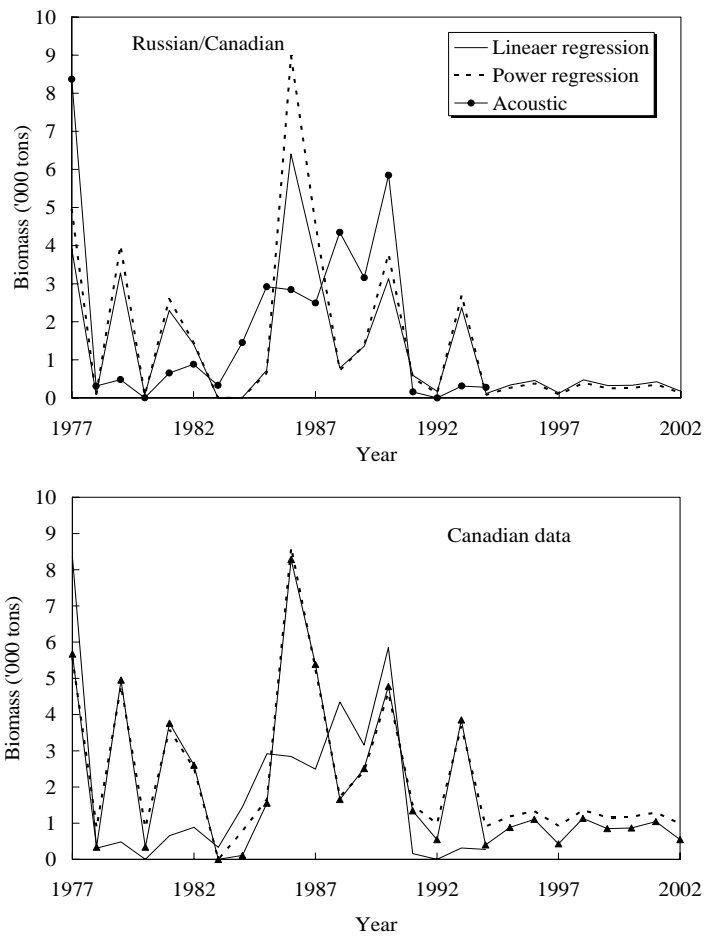 Russian/Canadian
Lineaer regression
Power regression
Acoustic
Biomass ('000 tons)
10
9
8
7
6
5
4
3
2
1
0
1977 1982 1987 1992 1997 2002
Year
Canadian data
Biomass ('000 tons)
10
9
8
7
6
5
4
3
2
1
0
1977 1982 1987 1992 1997 2002
Year